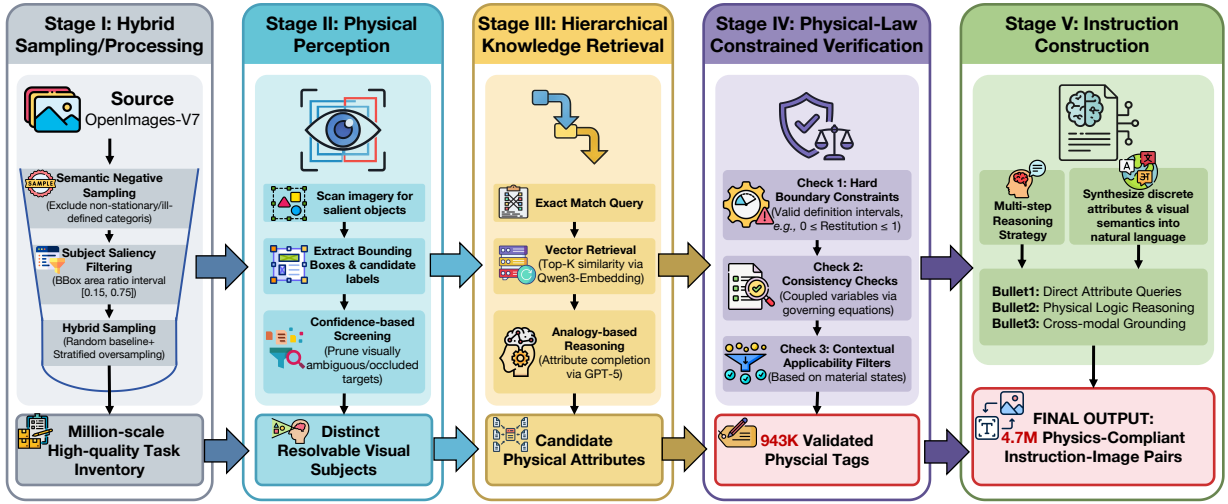 Stage I: Hybrid
Sampling/Processing
Source
OpenImages-V7
SAMPLE
Semantic Negative
Sampling
(Exclude non-stationary/ill-
defined categoris)
Subject Saliency
Filtering
(BBox area ratio interval
[0.15, 0.75])
Hybrid Sampling
(Random baseline+
Stratified oversampling)
Million-scale
High-quality Task
Inventory
Stage II: Physical
Perception
Scan imagery for
salient objects
Extract Bounding
Boxes & candidate
labels
Confidence-based
Screening
(Prune visually
ambiguous/occluded
targets)
Distinct
Resolvable Visual
Subjects
Stage III: Hierarchical
Knowledge Retrieval
Exact Match Query
Vector Retrieval
(Top-K similarity via
Qwen3-Embedding)
Analogy-based
Reasoning
(Attribute completion
via GPT-5)
Candidate
Physical Attributes
Stage IV: Physical-Law
Constrained Verification
Check 1: Hard
Boundary Constraints
(Valid definition intervals,
e.g., 0 ≤ Restitution ≤ 1)
Check 2:
Consistency Checks
(Coupled variables via
governing equations)
Check 3: Contextual
Applicability Filters
(Based on material states)
943K Validated
Physcial Tags
Stage V: Instruction
Construction
Multi-step
Reasoning
Strategy
A
文
अ
Synthesize discrete
attributes & visual
semantics into
natural language
Bullet1: Direct Attribute Queries
Bullet2: Physical Logic Reasoning
Bullet3: Cross-modal Grounding
T
FINAL OUTPUT:
4.7M Physics-Compliant
Instruction-Image Pairs